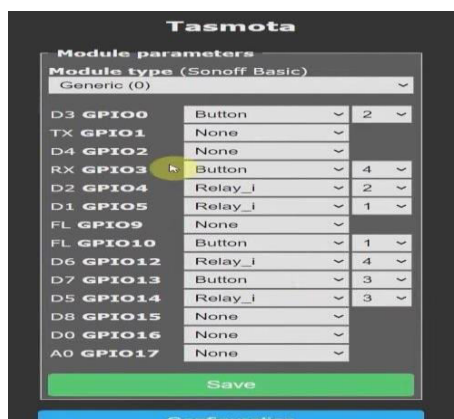 Tasmota
Module parameters
Module type (Sonoff Basic)
Generic (0)
D3 GPIO0 Button 2
TX GPIO1 None
D4 GPIO2 None
RX GPIO3 Button 4
D2 GPIO4 Relay_i 2
D1 GPIO5 Relay_i 1
FL GPIO9 None
FL GPIO10 Button 1
D6 GPIO12 Relay_i 4
D7 GPIO13 Button 3
D5 GPIO14 Relay_i 3
D8 GPIO15 None
D0 GPIO16 None
A0 GPIO17 None
Save